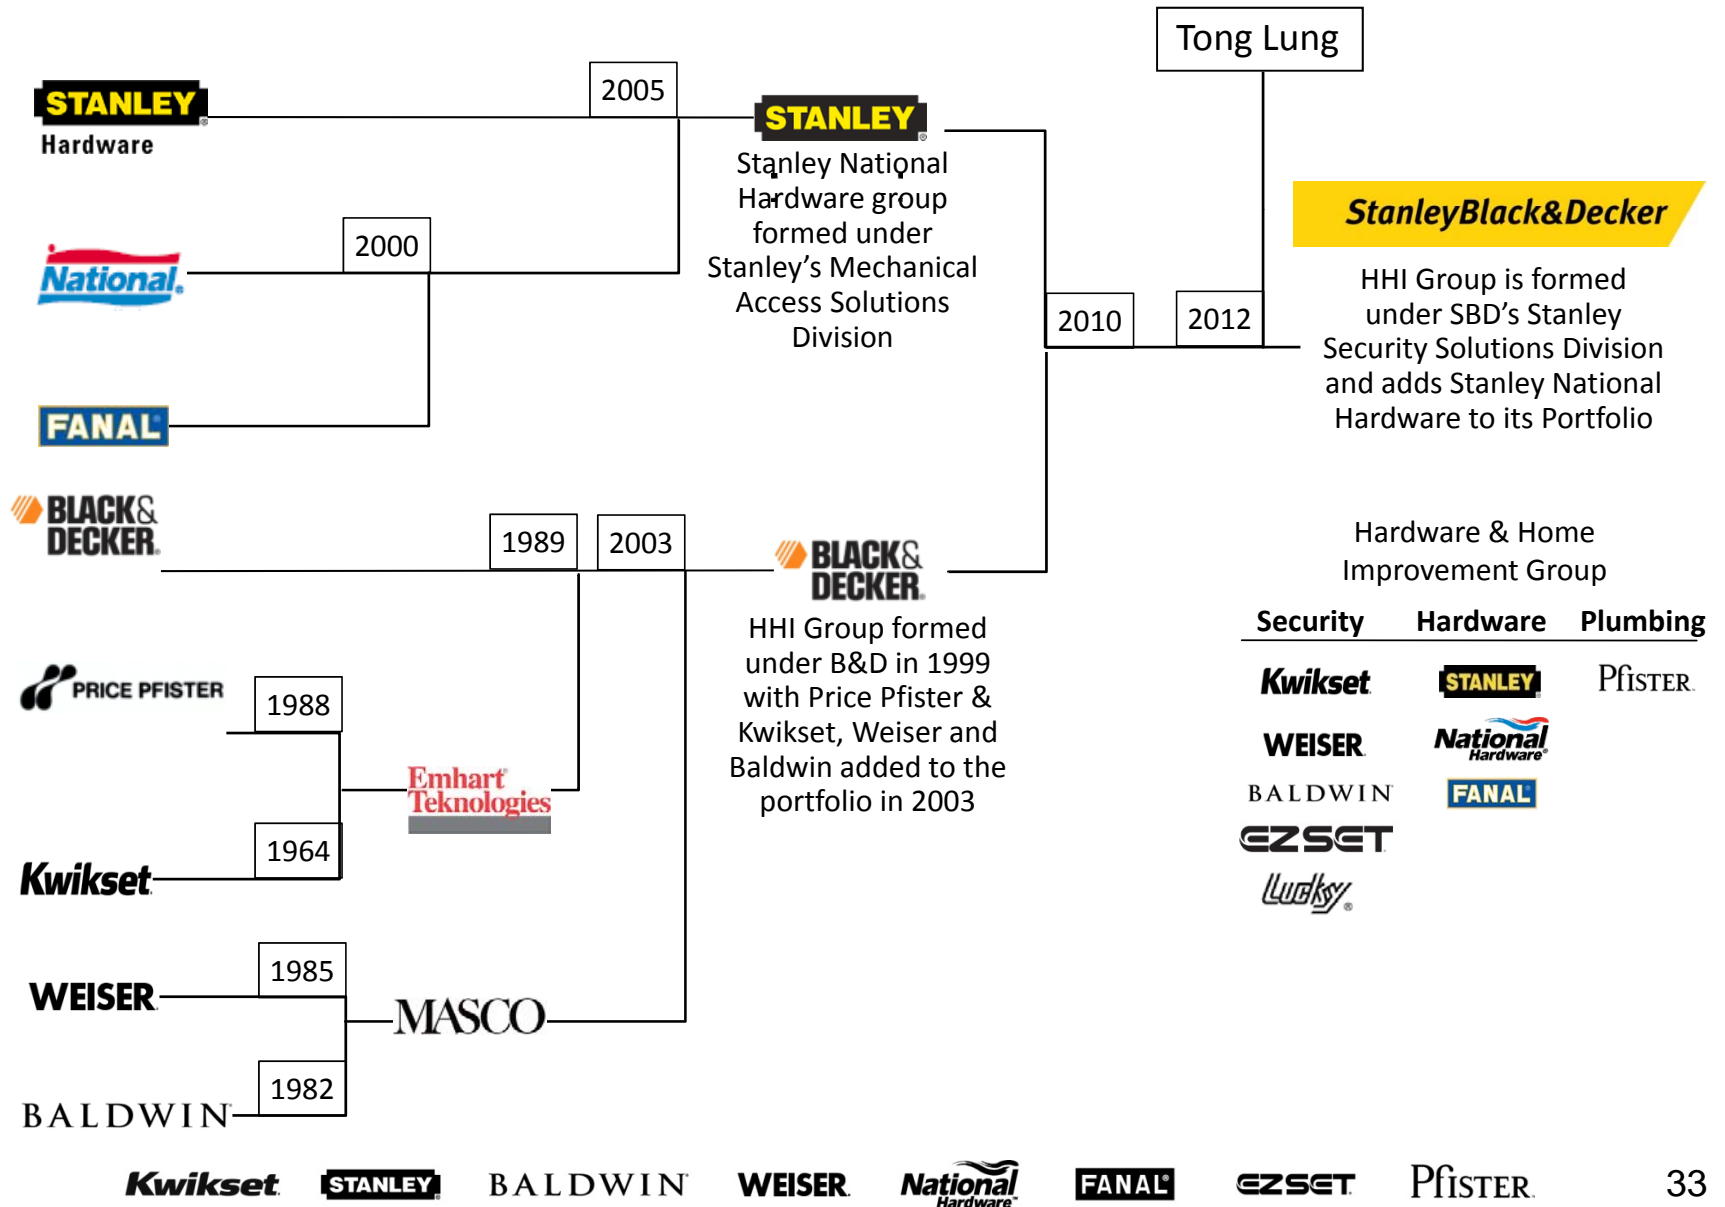 Tong Lung
STANLEY
Hardware
2005
STANLEY
Stanley National
Hardware group
formed under
Stanley's Mechanical
Access Solutions
Division
National
2000
FANAL
2010
2012
StanleyBlack&Decker
HHI Group is formed
under SBD's Stanley
Security Solutions Division
and adds Stanley National
Hardware to its Portfolio
BLACK&
DECKER
1989
2003
BLACK&
DECKER
HHI Group formed
under B&D in 1999
with Price Pfister &
Kwikset, Weiser and
Baldwin added to the
portfolio in 2003
PRICE PFISTER
1988
Emhart
Teknologies
1964
Kwikset
1985
WEISER
MASCO
1982
BALDWIN
Hardware & Home
Improvement Group
Security Hardware Plumbing
Kwikset STANLEY Pfister
WEISER National Hardware
BALDWIN FANAL
EZSET
Lucksy
Kwikset STANLEY BALDWIN WEISER National Hardware FANAL EZSET Pfister 33